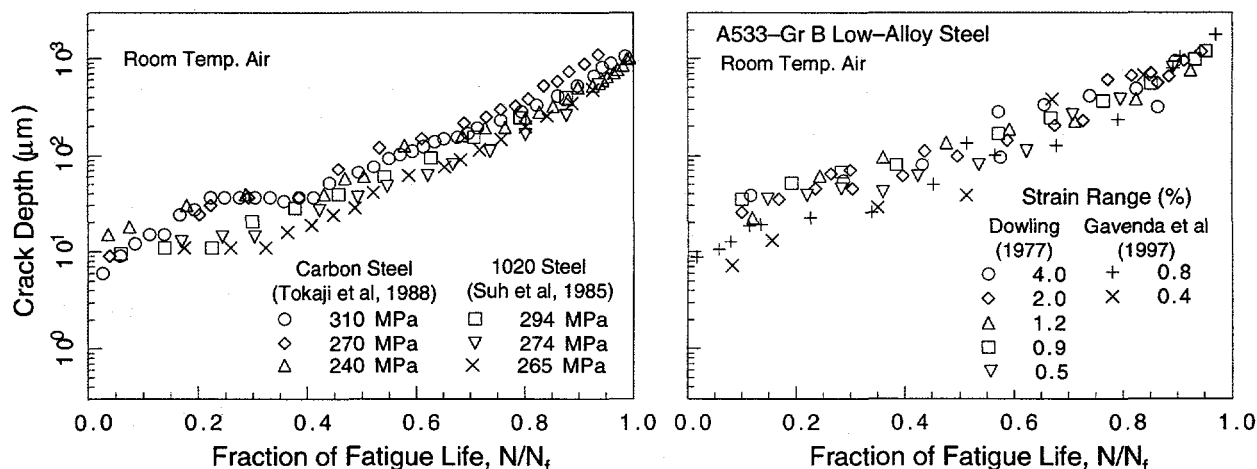 Room Temp. Air
Crack Depth (μm)
10³
10²
10¹
10⁰
Carbon Steel
(Tokaji et al, 1988)
310 MPa
270 MPa
240 MPa
1020 Steel
(Suh et al, 1985)
294 MPa
274 MPa
265 MPa
0.0 0.2 0.4 0.6 0.8 1.0
Fraction of Fatigue Life, N/Nf
A533–Gr B Low–Alloy Steel
Room Temp. Air
Strain Range (%)
Dowling
(1977)
4.0
2.0
1.2
0.9
0.5
Gavenda et al
(1997)
0.8
0.4
0.0 0.2 0.4 0.6 0.8 1.0
Fraction of Fatigue Life, N/Nf